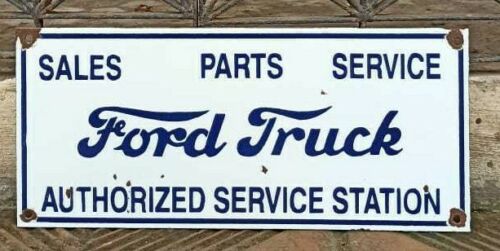 SALES PARTS SERVICE
Ford Truck
AUTHORIZED SERVICE STATION